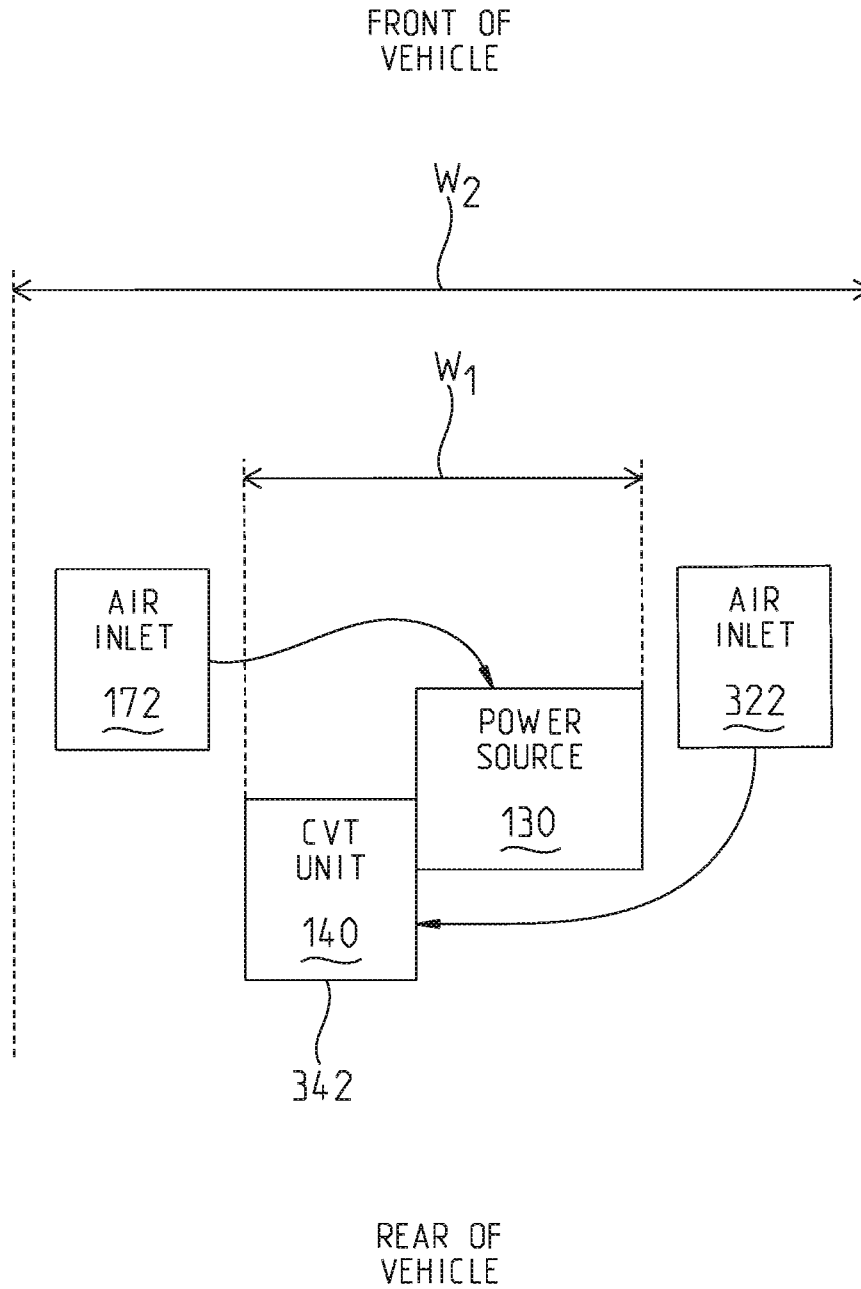 FRONT OF
VEHICLE
W2
W1
AIR
INLET
172
AIR
INLET
322
POWER
SOURCE
130
CVT
UNIT
140
342
REAR OF
VEHICLE